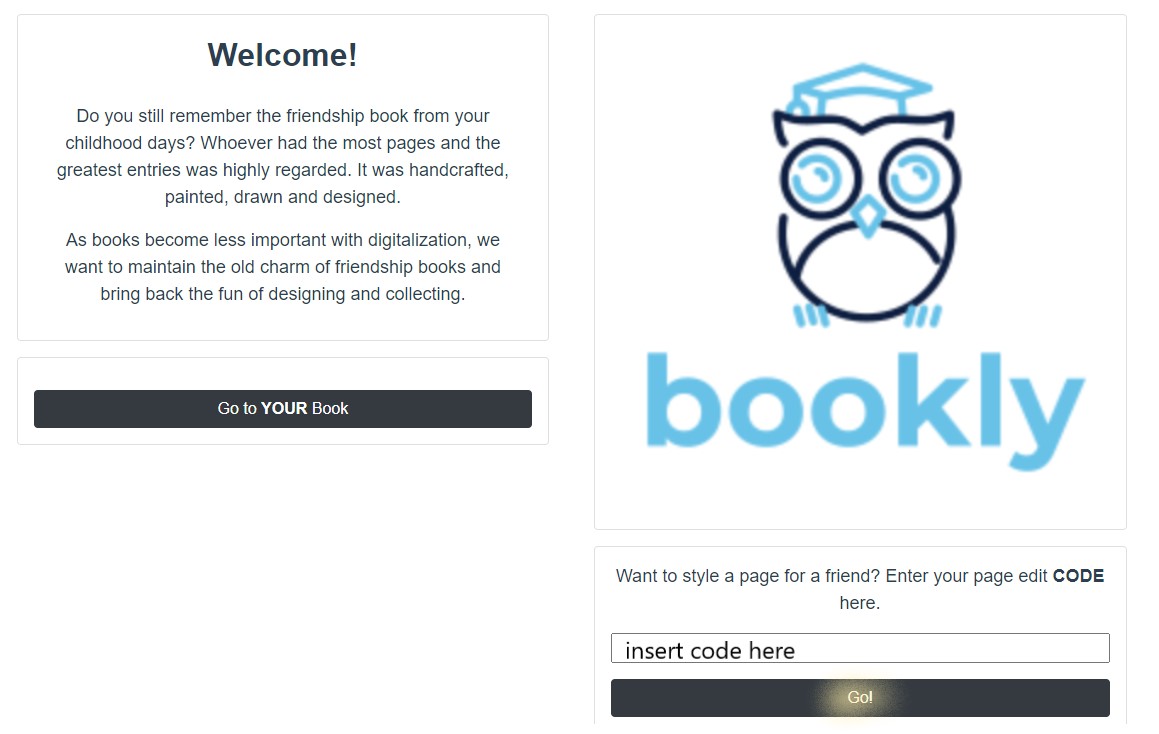 Welcome!
Do you still remember the friendship book from your
childhood days? Whoever had the most pages and the
greatest entries was highly regarded. It was handcrafted,
painted, drawn and designed.
As books become less important with digitalization, we
want to maintain the old charm of friendship books and
bring back the fun of designing and collecting.
Go to YOUR Book
bookly
Want to style a page for a friend? Enter your page edit CODE
here.
insert code here
Go!